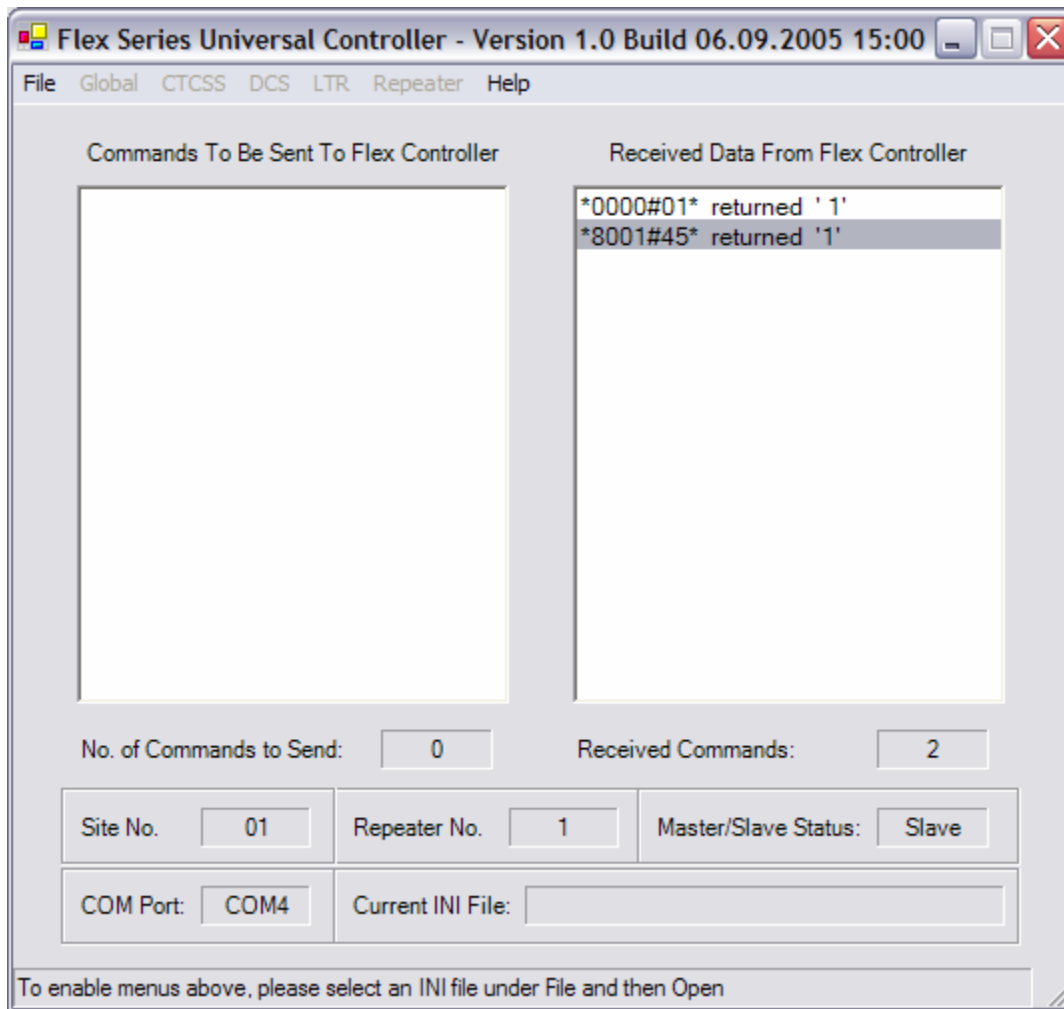 Flex Series Universal Controller - Version 1.0 Build 06.09.2005 15:00
File Global CTCSS DCS LTR Repeater Help
Commands To Be Sent To Flex Controller
Received Data From Flex Controller
*0000#01* returned ' 1'
*8001#45* returned '1'
No. of Commands to Send: 0
Received Commands: 2
Site No. 01
Repeater No. 1
Master/Slave Status: Slave
COM Port: COM4
Current INI File:
To enable menus above, please select an INI file under File and then Open